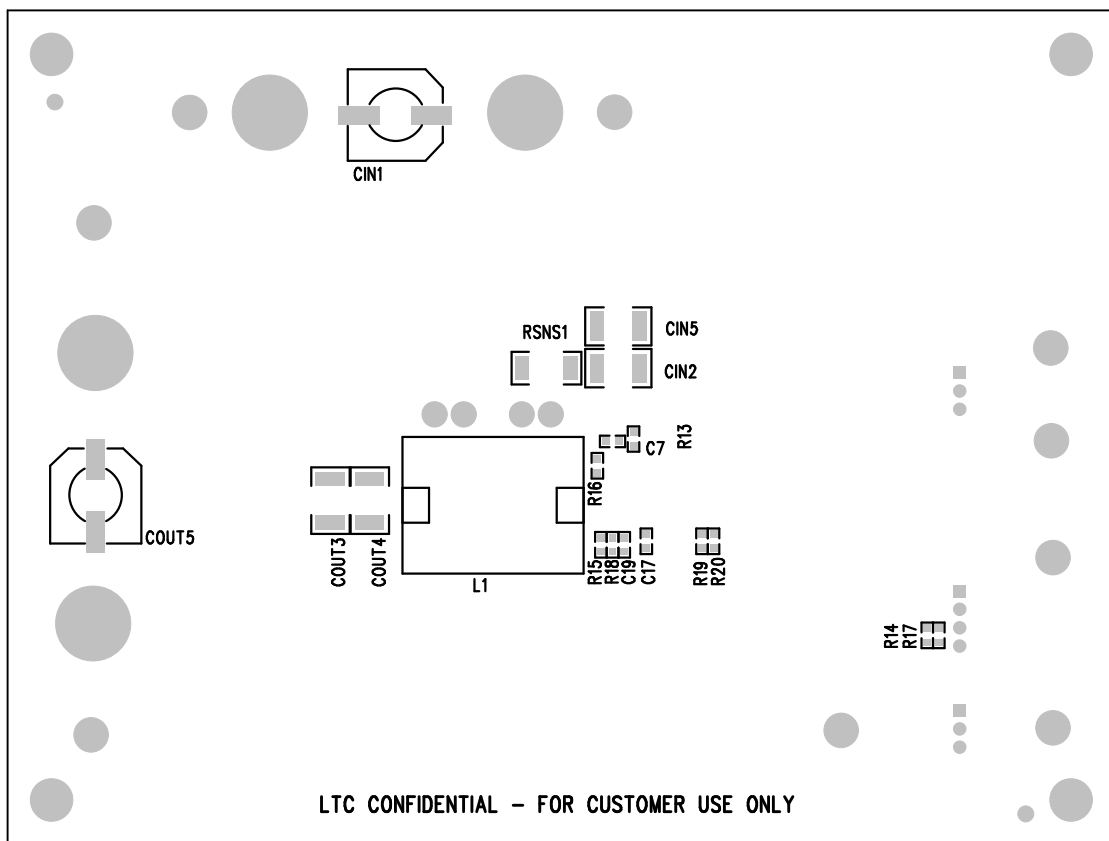 CIN1
RSNS1
CIN5
CIN2
C7
R13
R16
COUT5
COUT3
COUT4
L1
R15
R18
C19
C17
R19
R20
R14
R17
LTC CONFIDENTIAL – FOR CUSTOMER USE ONLY